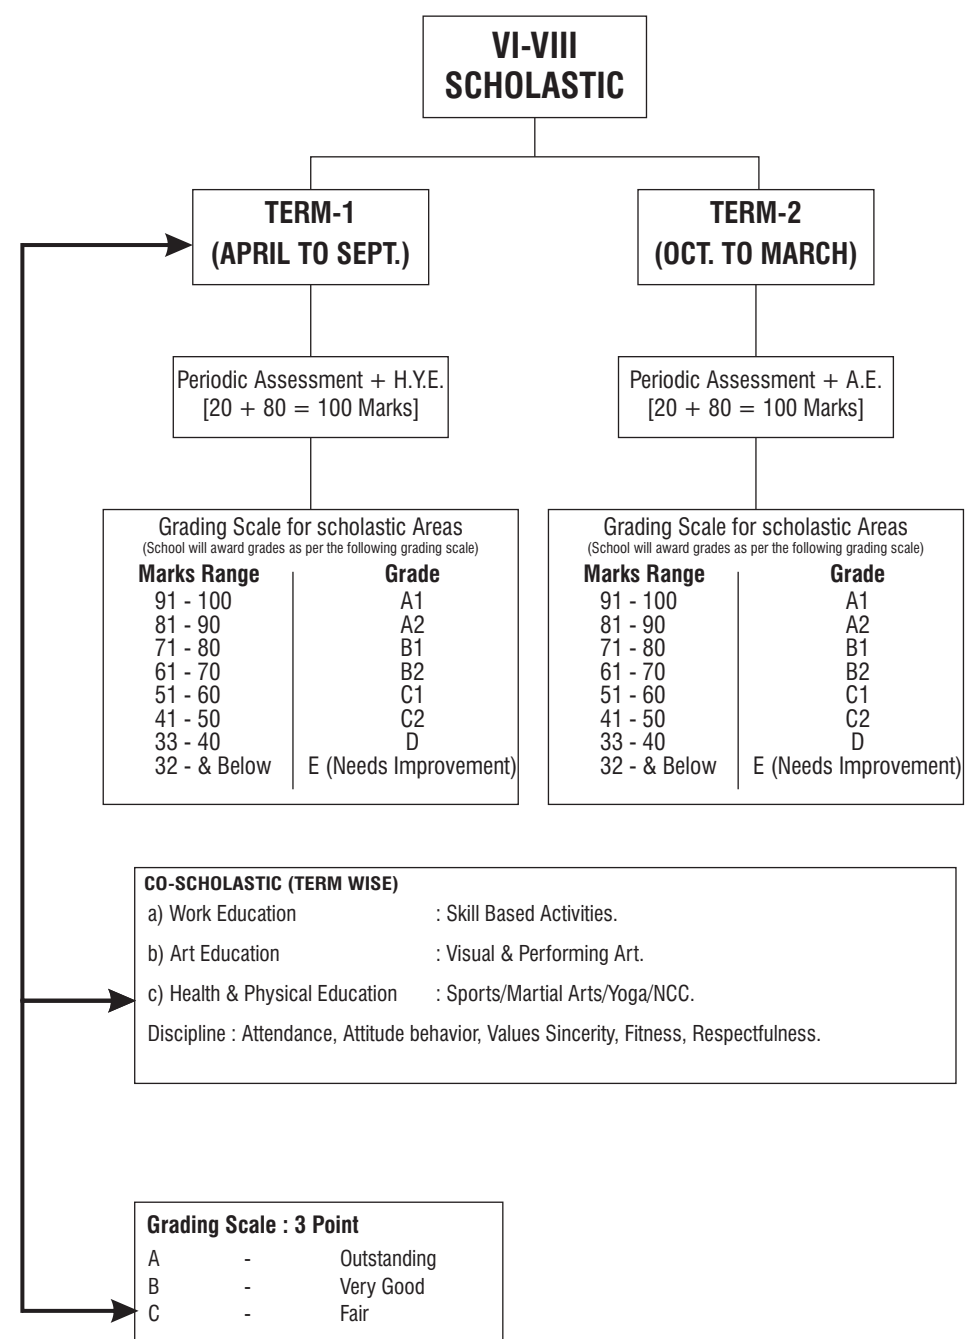 VI-VIII
SCHOLASTIC
TERM-1
(APRIL TO SEPT.)
TERM-2
(OCT. TO MARCH)
Periodic Assessment + H.Y.E.
[20 + 80 = 100 Marks]
Periodic Assessment + A.E.
[20 + 80 = 100 Marks]
Grading Scale for scholastic Areas
(School will award grades as per the following grading scale)
Marks Range Grade
91 - 100 A1
81 - 90 A2
71 - 80 B1
61 - 70 B2
51 - 60 C1
41 - 50 C2
33 - 40 D
32 - & Below E (Needs Improvement)
Grading Scale for scholastic Areas
(School will award grades as per the following grading scale)
Marks Range Grade
91 - 100 A1
81 - 90 A2
71 - 80 B1
61 - 70 B2
51 - 60 C1
41 - 50 C2
33 - 40 D
32 - & Below E (Needs Improvement)
CO-SCHOLASTIC (TERM WISE)
a) Work Education : Skill Based Activities.
b) Art Education : Visual & Performing Art.
c) Health & Physical Education : Sports/Martial Arts/Yoga/NCC.
Discipline : Attendance, Attitude behavior, Values Sincerity, Fitness, Respectfulness.
Grading Scale : 3 Point
A - Outstanding
B - Very Good
C - Fair